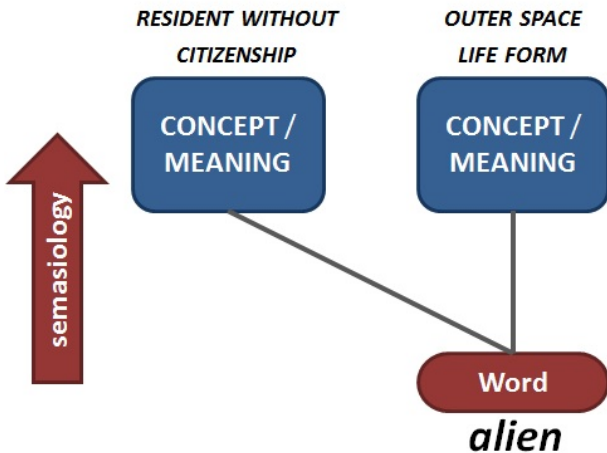 RESIDENT WITHOUT
CITIZENSHIP
OUTER SPACE
LIFE FORM
CONCEPT /
MEANING
CONCEPT /
MEANING
semasiology
Word
alien